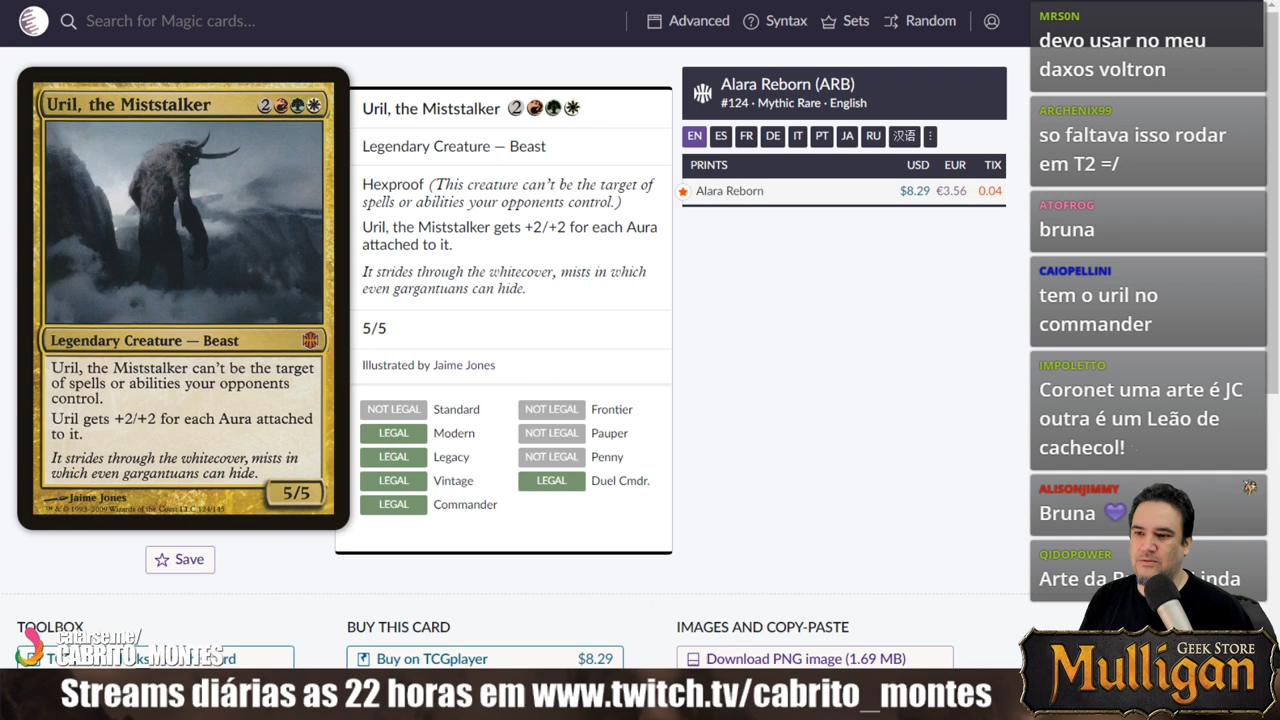 Search for Magic cards…
Advanced
Syntax
Sets
Random
Uril, the Miststalker
2
Legendary Creature — Beast
Uril, the Miststalker can't be the target
of spells or abilities your opponents
control.
Uril gets +2/+2 for each Aura attached
to it.
It strides through the whitecover, mists in
which even gargantuans can hide.
Jaime Jones
5/5
™ & © 1993–2009 Wizards of the Coast LLC 124/145
Save
Uril, the Miststalker 2
Legendary Creature — Beast
Hexproof (This creature can't be the target of
spells or abilities your opponents control.)
Uril, the Miststalker gets +2/+2 for each Aura
attached to it.
It strides through the whitecover, mists in which
even gargantuans can hide.
5/5
Illustrated by Jaime Jones
NOT LEGAL Standard NOT LEGAL Frontier
LEGAL Modern NOT LEGAL Pauper
LEGAL Legacy NOT LEGAL Penny
LEGAL Vintage LEGAL Duel Cmdr.
LEGAL Commander
Alara Reborn (ARB)
#124 · Mythic Rare · English
EN ES FR DE IT PT JA RU 汉语
PRINTS USD EUR TIX
Alara Reborn $8.29 €3.56 0.04
TOOLBOX
BUY THIS CARD
Buy on TCGplayer $8.29
IMAGES AND COPY-PASTE
Download PNG image (1.69 MB)
catarse.me/
CABRITO_MONTES
MRS0N
devo usar no meu
daxos voltron
ARCHENIX99
so faltava isso rodar
em T2 =/
ATOFROG
bruna
CAIOPELLINI
tem o uril no
commander
IMPOLETTO
Coronet uma arte é JC
outra é um Leão de
cachecol!
ALISONJIMMY
Bruna 💜
QIDOPOWER
Arte da
Mulligan
GEEK STORE
Streams diárias as 22 horas em www.twitch.tv/cabrito_montes